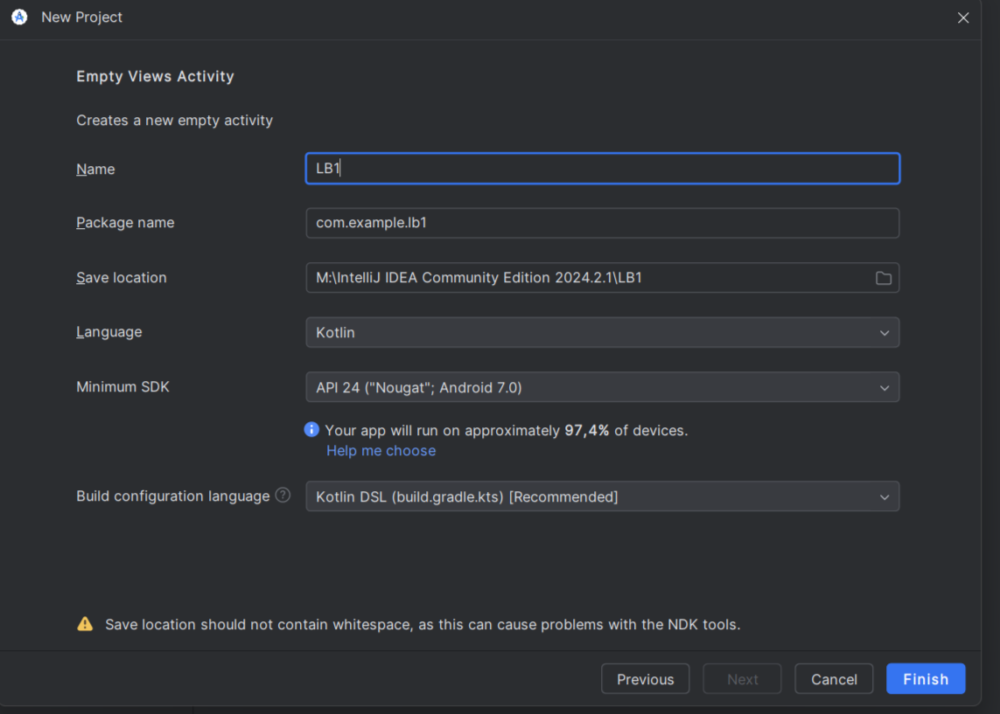 New Project
Empty Views Activity
Creates a new empty activity
Name LB1
Package name com.example.lb1
Save location M:\IntelliJ IDEA Community Edition 2024.2.1\LB1
Language Kotlin
Minimum SDK API 24 ("Nougat"; Android 7.0)
Your app will run on approximately 97,4% of devices.
Help me choose
Build configuration language ? Kotlin DSL (build.gradle.kts) [Recommended]
Save location should not contain whitespace, as this can cause problems with the NDK tools.
Previous Next Cancel Finish